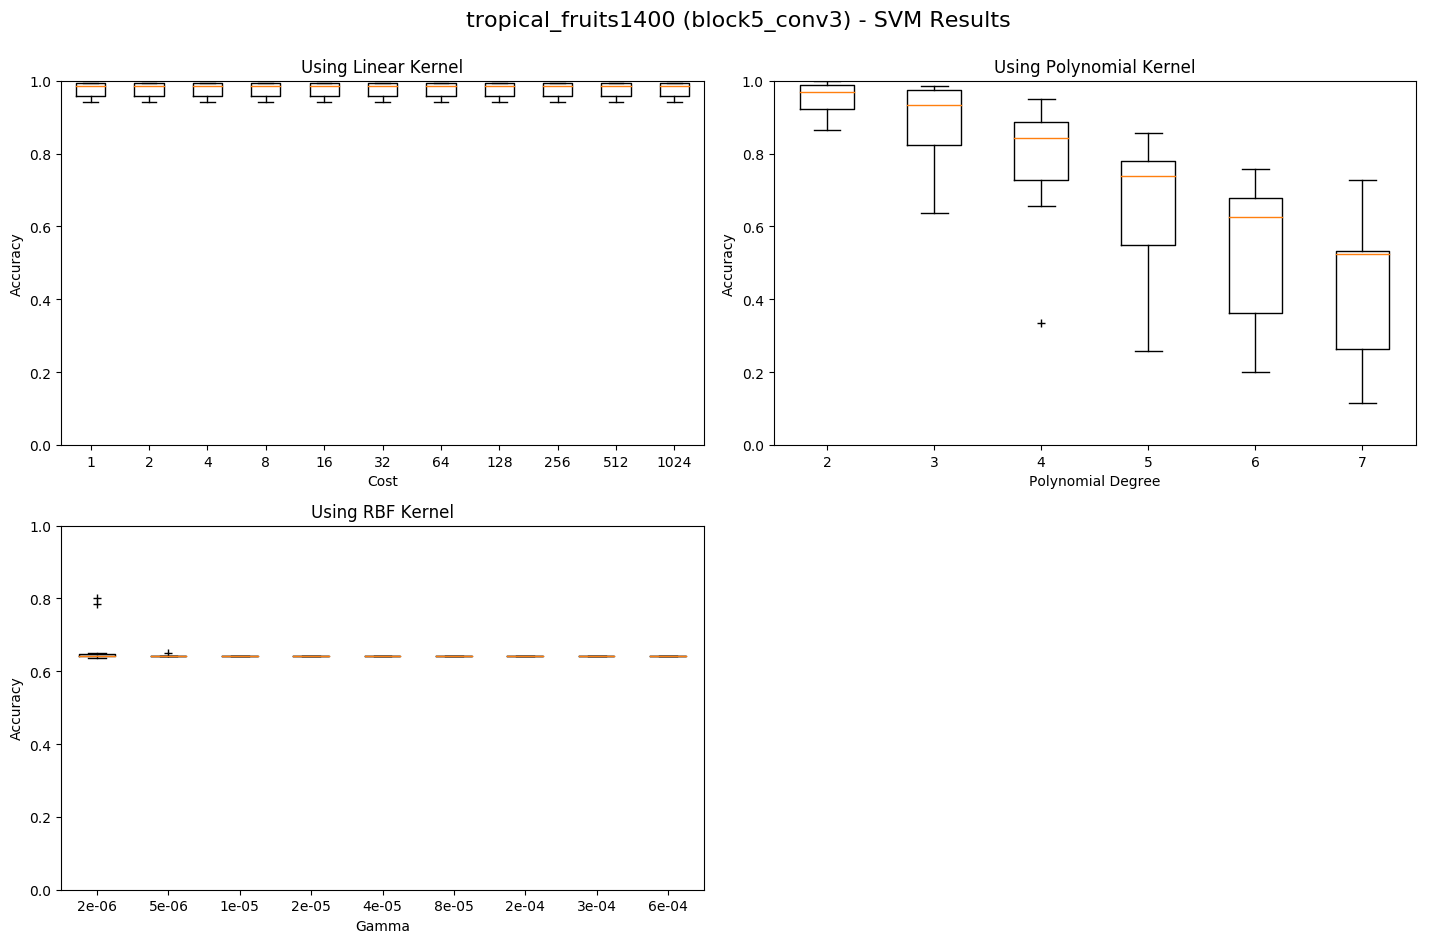 tropical_fruits1400 (block5_conv3) - SVM Results
Using Linear Kernel
1.0
0.8
0.6
0.4
0.2
0.0
Accuracy
1 2 4 8 16 32 64 128 256 512 1024
Cost
Using Polynomial Kernel
1.0
0.8
0.6
0.4
0.2
0.0
Accuracy
2 3 4 5 6 7
Polynomial Degree
Using RBF Kernel
1.0
0.8
0.6
0.4
0.2
0.0
Accuracy
2e-06 5e-06 1e-05 2e-05 4e-05 8e-05 2e-04 3e-04 6e-04
Gamma